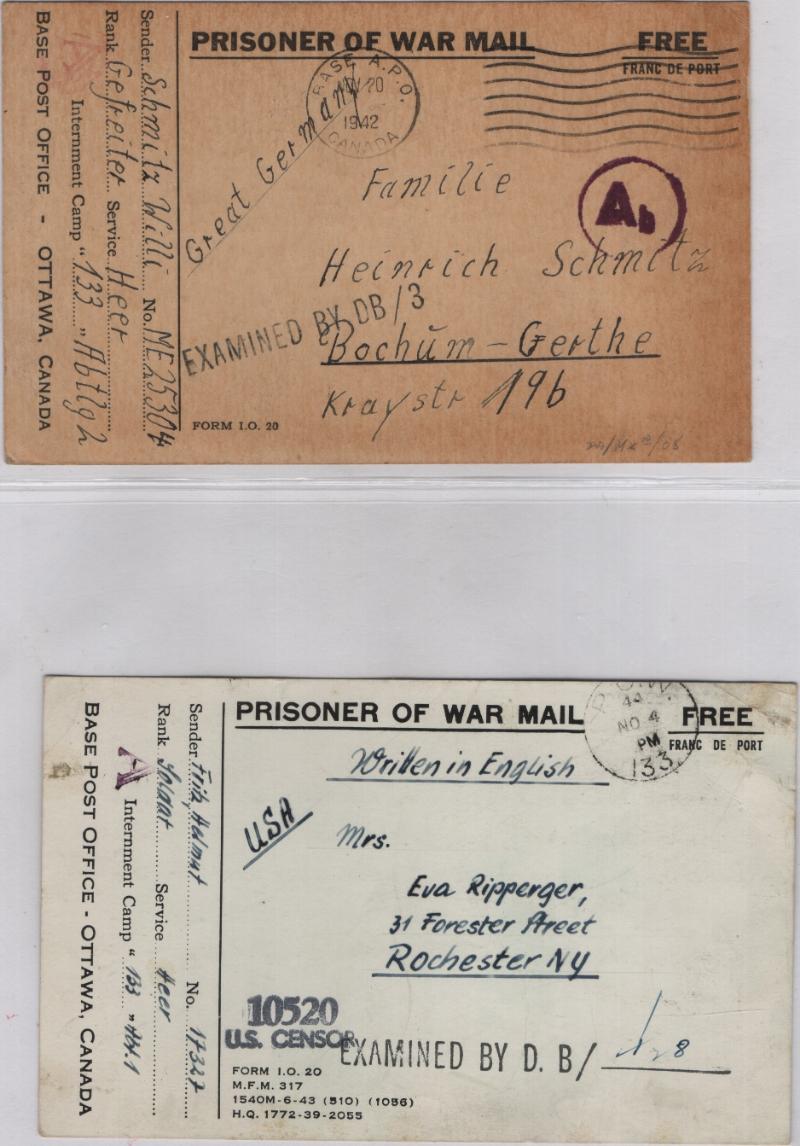 PRISONER OF WAR MAIL
FREE
FRANC DE PORT
BASE A.P.O.
20
1942
CANADA
Great Germany
Familie
Ab
Heinrich Schmitz
EXAMINED BY DB/3
Bochum-Gerthe
Kraystr 19b
FORM I.O. 20
Sender Schmitz Willi No. ME 25304
Rank Gefreiter Service Heer
Internment Camp "133" Abtlg 2
BASE POST OFFICE - OTTAWA, CANADA
A
PRISONER OF WAR MAIL
FREE
FRANC DE PORT
P.O.W.
44
NO 4
PM
133
Written in English
USA
Mrs.
Eva Ripperger,
31 Forester Street
Rochester NY
10520
U.S. CENSOR
EXAMINED BY D. B/ 8
FORM I.O. 20
M.F.M. 317
1540M-6-43 (510) (1056)
H.Q. 1772-39-2055
Sender Fritz, Helmut No.
Rank Soldat Service Heer
A
Internment Camp "133"
BASE POST OFFICE - OTTAWA, CANADA